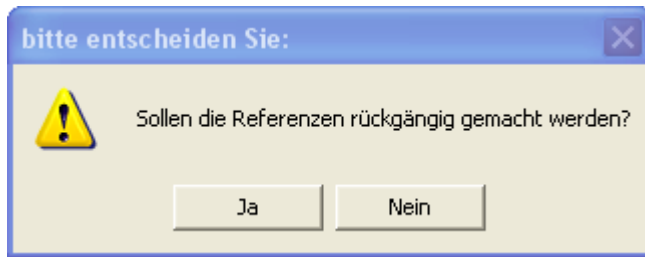 bitte entscheiden Sie:
Sollen die Referenzen rückgängig gemacht werden?
Ja
Nein